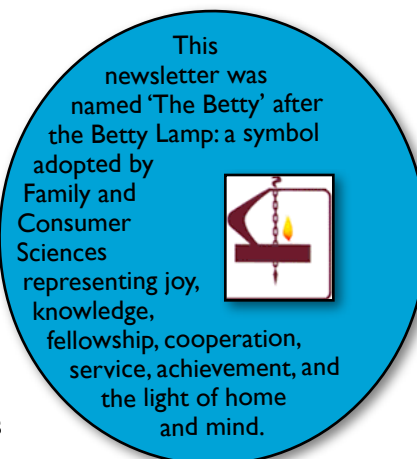 This
newsletter was
named ‘The Betty’ after
the Betty Lamp: a symbol
adopted by
Family and
Consumer
Sciences
representing joy,
knowledge,
fellowship, cooperation,
service, achievement, and
the light of home
and mind.
s